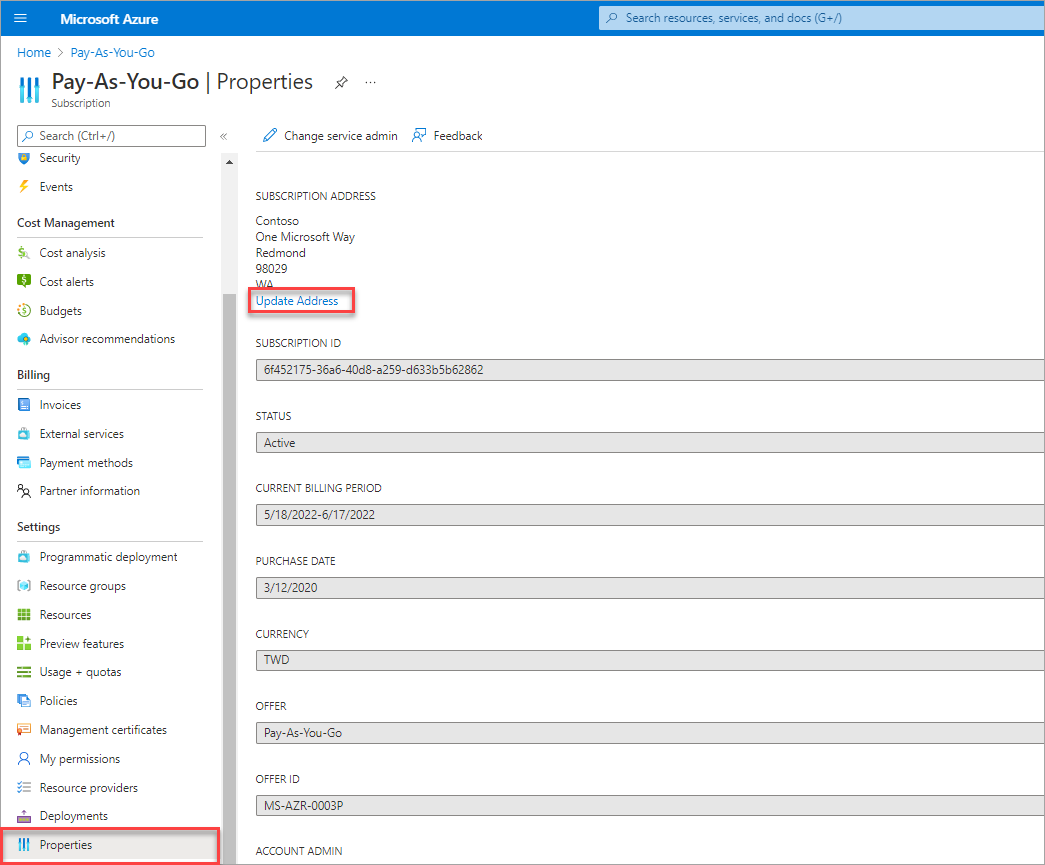 Microsoft Azure
Search resources, services, and docs (G+/)
Home > Pay-As-You-Go
Pay-As-You-Go | Properties
Subscription
Search (Ctrl+/)
«
Security
Events
Cost Management
Cost analysis
Cost alerts
Budgets
Advisor recommendations
Billing
Invoices
External services
Payment methods
Partner information
Settings
Programmatic deployment
Resource groups
Resources
Preview features
Usage + quotas
Policies
Management certificates
My permissions
Resource providers
Deployments
Properties
Change service admin
Feedback
SUBSCRIPTION ADDRESS
Contoso
One Microsoft Way
Redmond
98029
WA
Update Address
SUBSCRIPTION ID
6f452175-36a6-40d8-a259-d633b5b62862
STATUS
Active
CURRENT BILLING PERIOD
5/18/2022-6/17/2022
PURCHASE DATE
3/12/2020
CURRENCY
TWD
OFFER
Pay-As-You-Go
OFFER ID
MS-AZR-0003P
ACCOUNT ADMIN